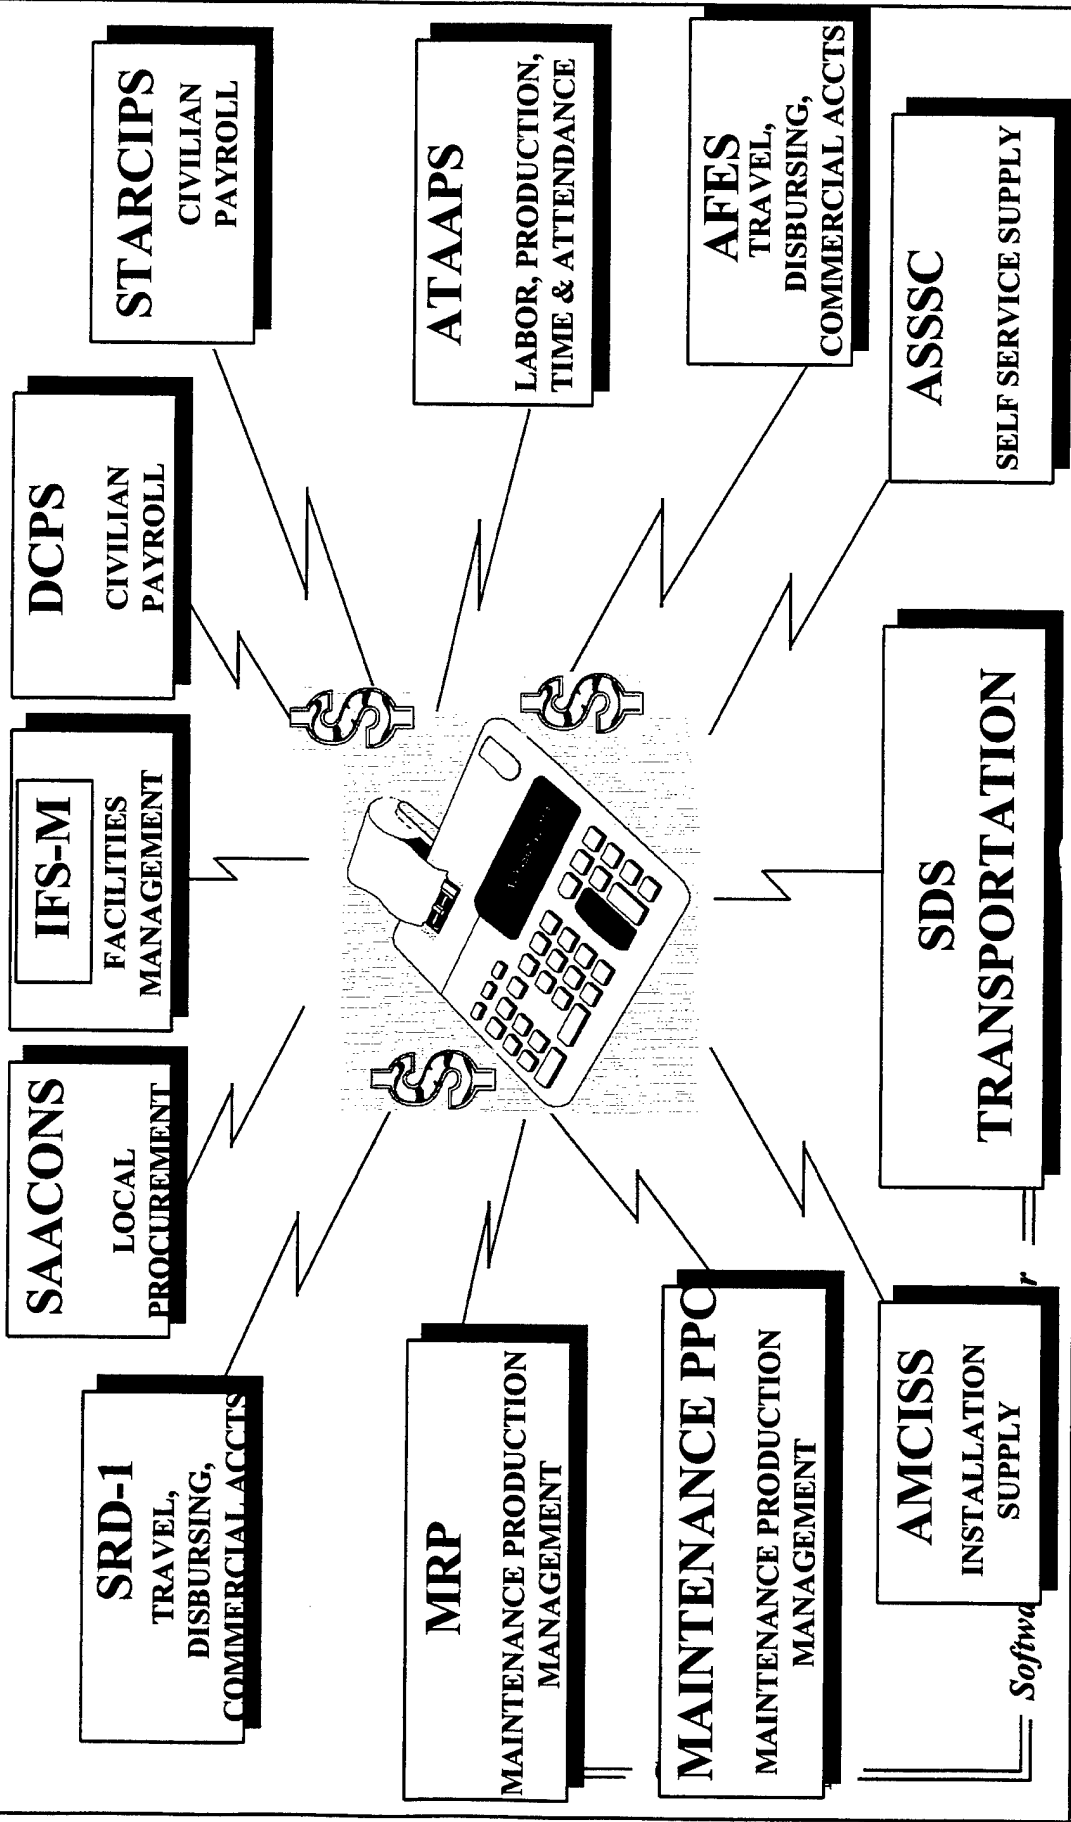 SRD-1
TRAVEL,
DISBURSING,
COMMERCIAL ACCTS
SAACONS
LOCAL
PROCUREMENT
IFS-M
FACILITIES
MANAGEMENT
DCPS
CIVILIAN
PAYROLL
STARCIPS
CIVILIAN
PAYROLL
MRP
MAINTENANCE PRODUCTION
MANAGEMENT
ATAAPS
LABOR, PRODUCTION,
TIME & ATTENDANCE
MAINTENANCE PPC
MAINTENANCE PRODUCTION
MANAGEMENT
AFES
TRAVEL,
DISBURSING,
COMMERCIAL ACCTS
AMCISS
INSTALLATION
SUPPLY
SDS
TRANSPORTATION
ASSSC
SELF SERVICE SUPPLY
Softwa r